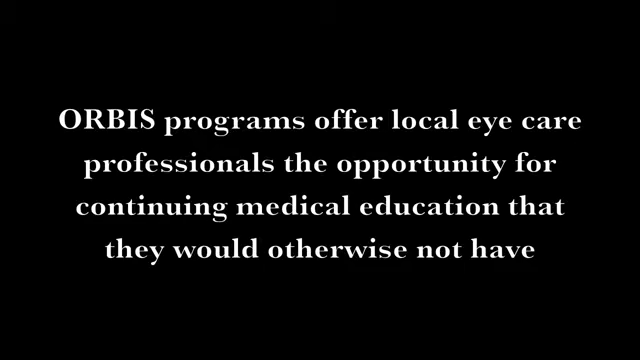 ORBIS programs offer local eye care
professionals the opportunity for
continuing medical education that
they would otherwise not have